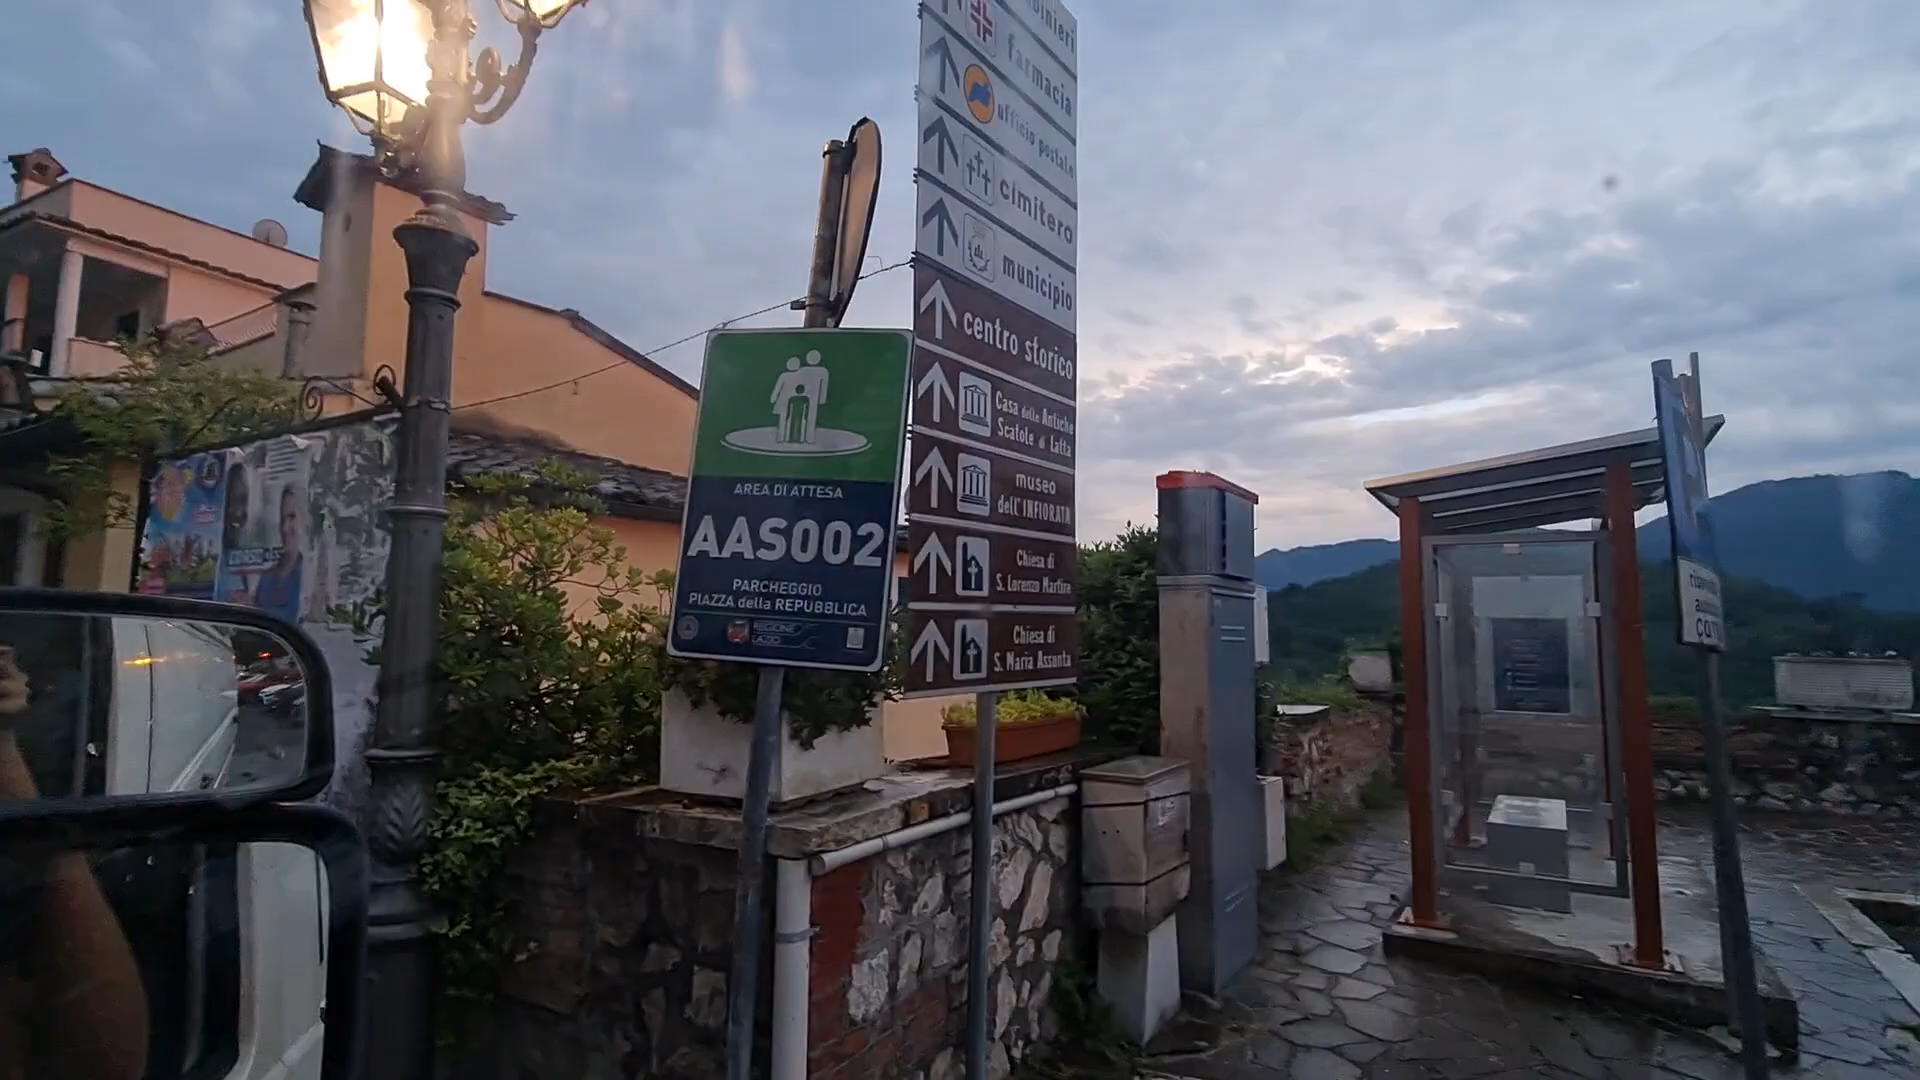 farmacia
ufficio postale
cimitero
municipio
centro storico
Casa delle Antiche
Scatole di Latta
museo
dell'INFIORATA
Chiesa di
S. Lorenzo Martire
Chiesa di
S. Maria Assunta
AREA DI ATTESA
AAS002
PARCHEGGIO
PIAZZA della REPUBBLICA
REGIONE
LAZIO